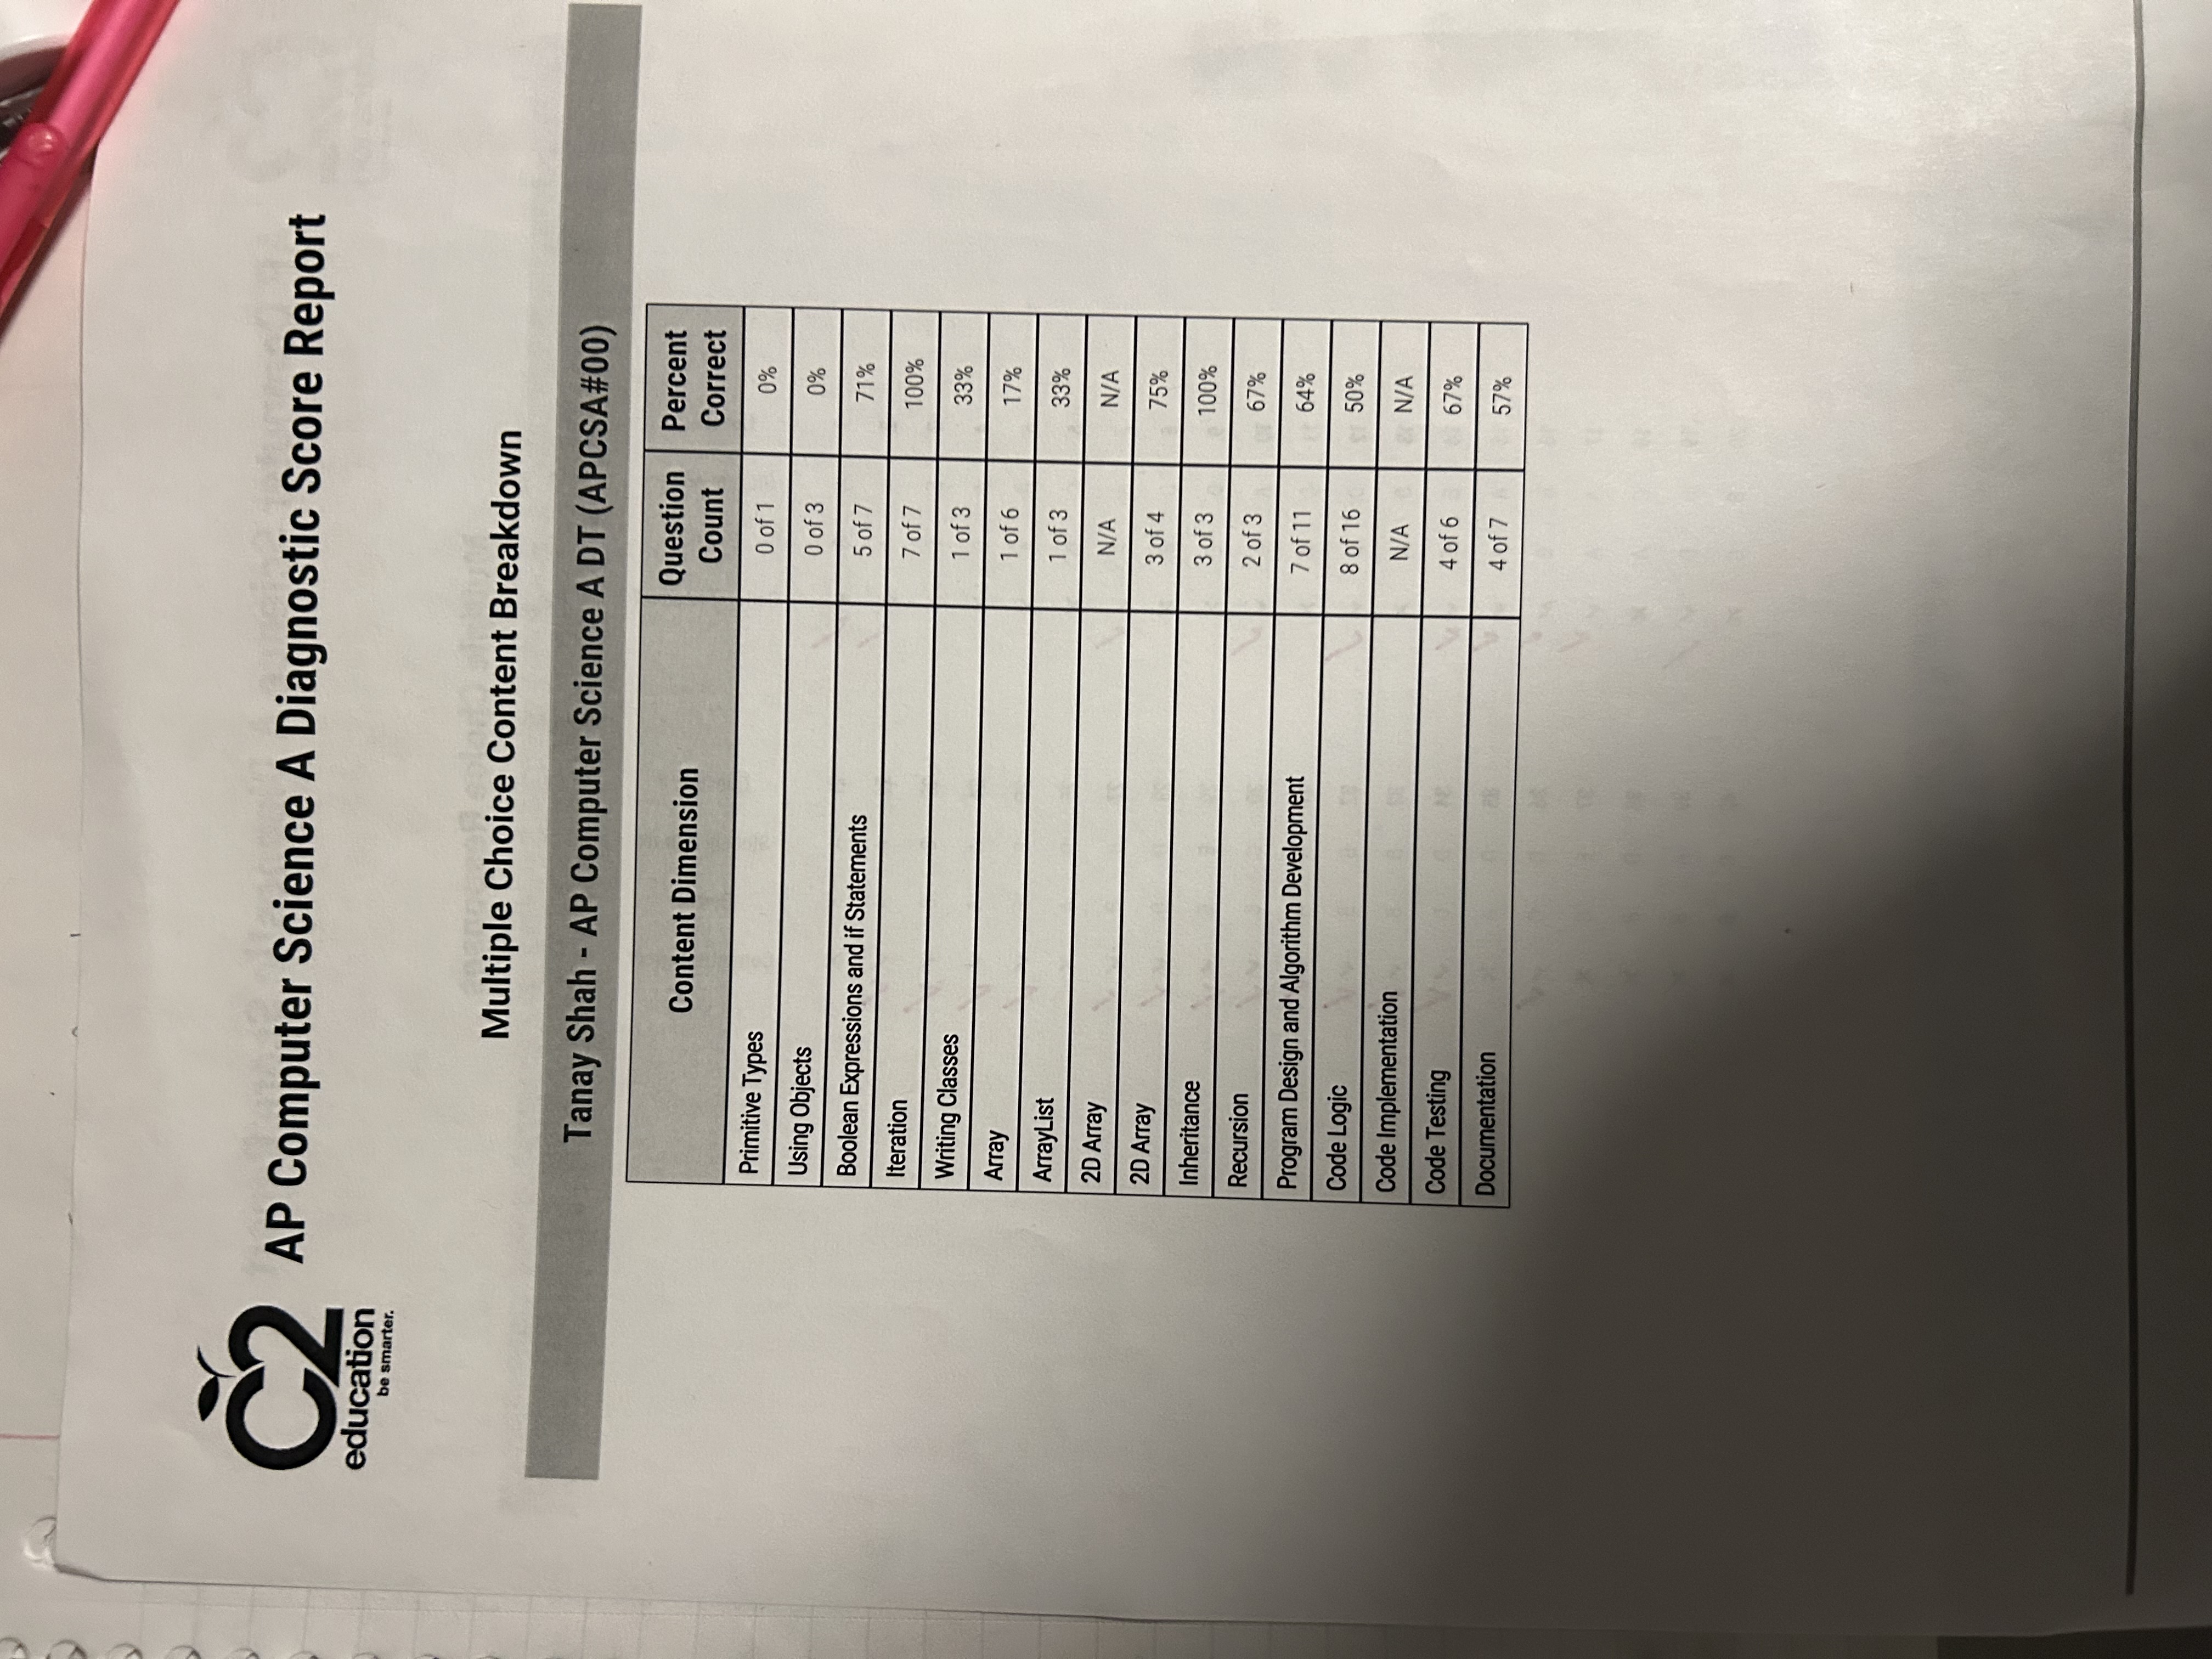 C2
education
be smarter.
AP Computer Science A Diagnostic Score Report
Multiple Choice Content Breakdown
Tanay Shah - AP Computer Science A DT (APCSA#00)
Content Dimension Question Count Percent Correct
Primitive Types 0 of 1 0%
Using Objects 0 of 3 0%
Boolean Expressions and if Statements 5 of 7 71%
Iteration 7 of 7 100%
Writing Classes 1 of 3 33%
Array 1 of 6 17%
ArrayList 1 of 3 33%
2D Array N/A N/A
2D Array 3 of 4 75%
Inheritance 3 of 3 100%
Recursion 2 of 3 67%
Program Design and Algorithm Development 7 of 11 64%
Code Logic 8 of 16 50%
Code Implementation N/A N/A
Code Testing 4 of 6 67%
Documentation 4 of 7 57%